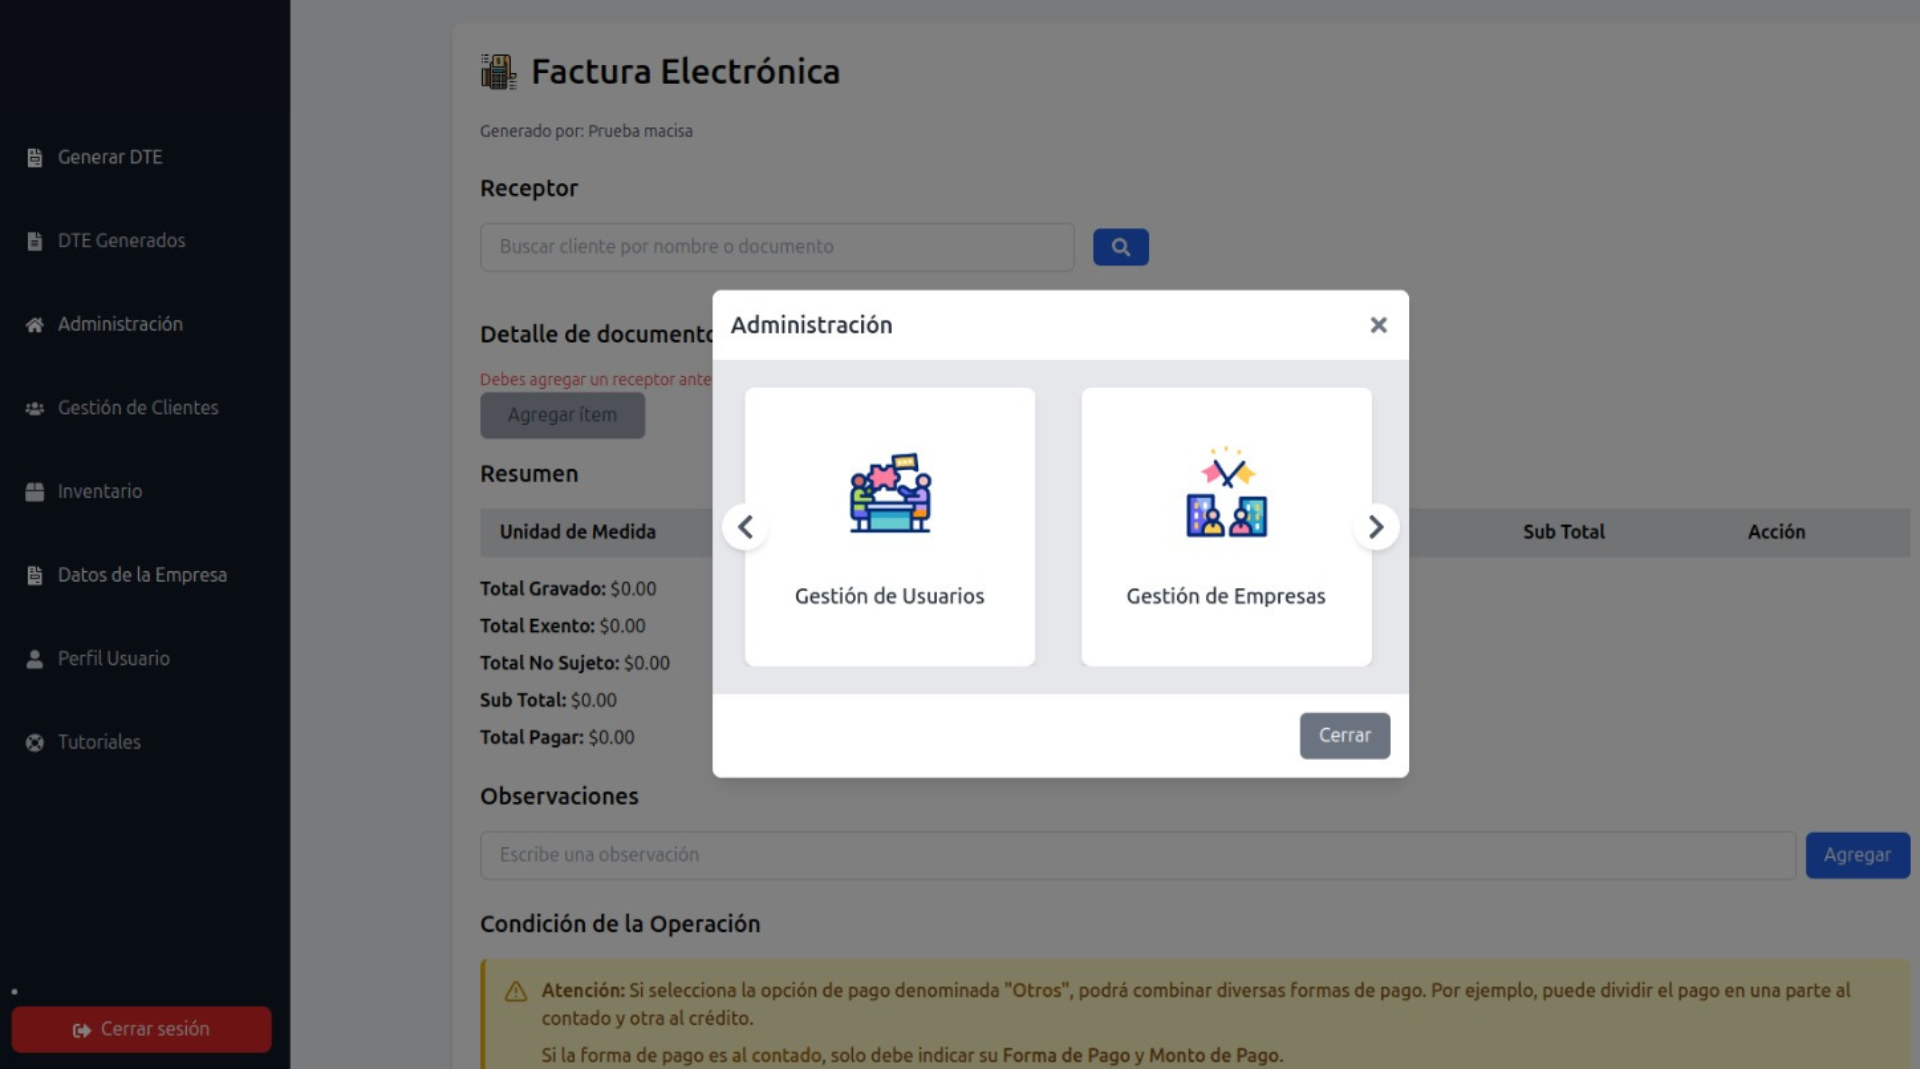 Generar DTE
DTE Generados
Administración
Gestión de Clientes
Inventario
Datos de la Empresa
Perfil Usuario
Tutoriales
Cerrar sesión
Factura Electrónica
Generado por: Prueba macisa
Receptor
Buscar cliente por nombre o documento
Detalle de documento
Debes agregar un receptor ante
Agregar ítem
Resumen
Unidad de Medida Sub Total Acción
Total Gravado: $0.00
Total Exento: $0.00
Total No Sujeto: $0.00
Sub Total: $0.00
Total Pagar: $0.00
Administración
Gestión de Usuarios
Gestión de Empresas
Cerrar
Observaciones
Escribe una observación
Agregar
Condición de la Operación
Atención: Si selecciona la opción de pago denominada "Otros", podrá combinar diversas formas de pago. Por ejemplo, puede dividir el pago en una parte al
contado y otra al crédito.
Si la forma de pago es al contado, solo debe indicar su Forma de Pago y Monto de Pago.